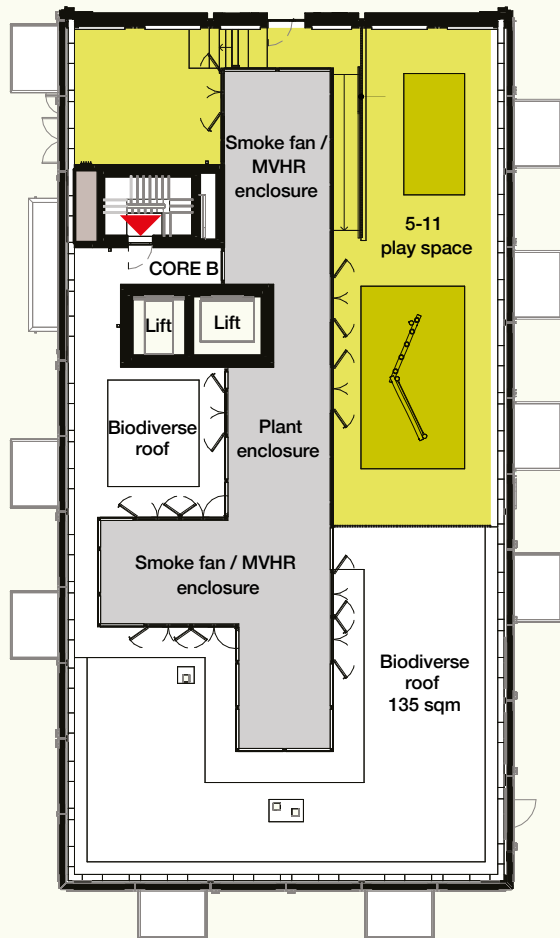 Smoke fan /
MVHR
enclosure
5-11
play space
CORE B
Lift
Lift
Biodiverse
roof
Plant
enclosure
Smoke fan / MVHR
enclosure
Biodiverse
roof
135 sqm